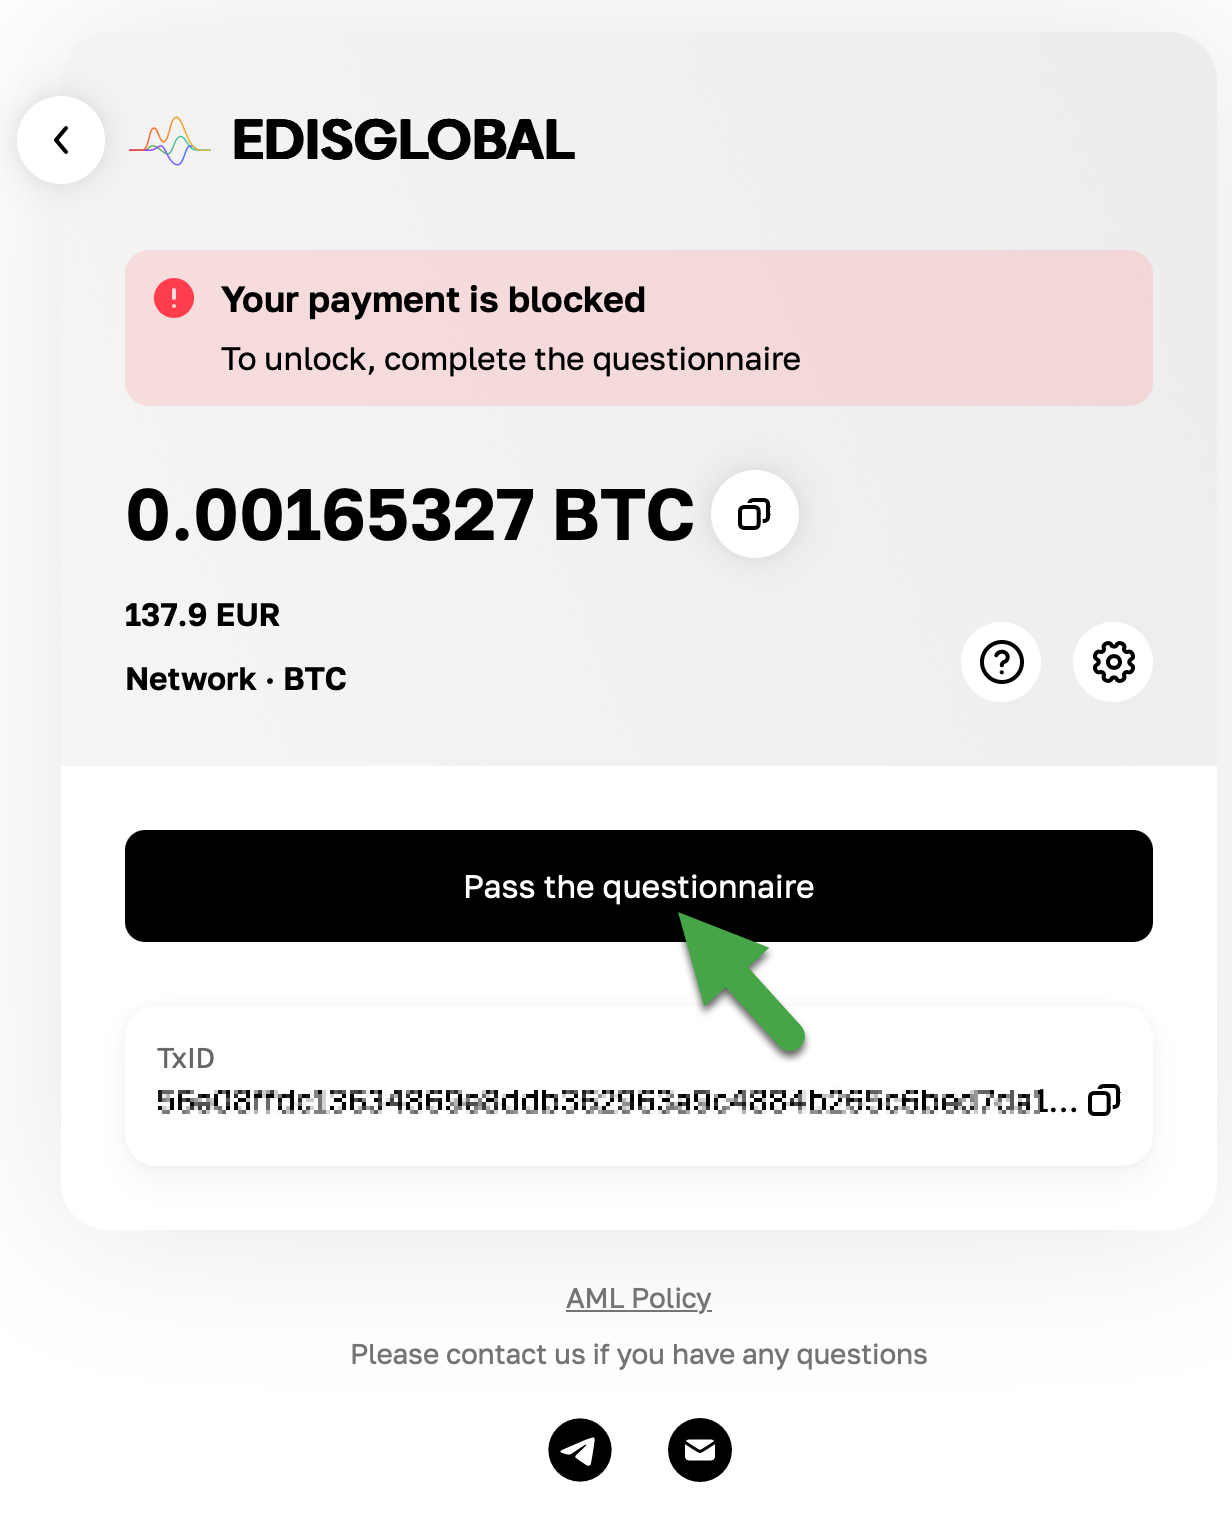 EDISGLOBAL
Your payment is blocked
To unlock, complete the questionnaire
0.00165327 BTC
137.9 EUR
Network · BTC
Pass the questionnaire
TxID
AML Policy
Please contact us if you have any questions